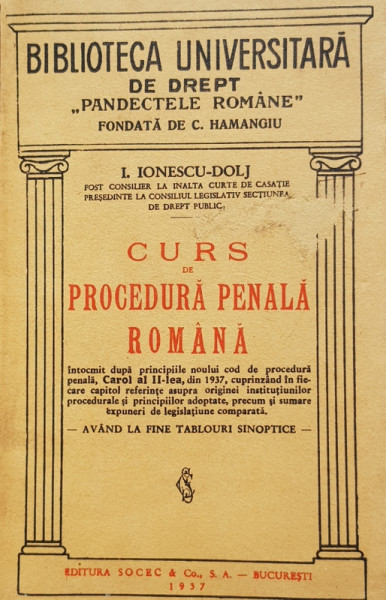 BIBLIOTECA UNIVERSITARĂ
DE DREPT
„PANDECTELE ROMÂNE”
FONDATĂ DE C. HAMANGIU
I. IONESCU-DOLJ
FOST CONSILIER LA INALTA CURTE DE CASAȚIE
PREȘEDINTE LA CONSILIUL LEGISLATIV SECȚIUNEA
DE DREPT PUBLIC.
CURS
DE
PROCEDURĂ PENALĂ
ROMÂNĂ
întocmit după principiile noului cod de procedură
penală, Carol al II-lea, din 1937, cuprinzând în fie-
care capitol referințe asupra originei instituțiunilor
procedurale și principiilor adoptate, precum și sumare
expuneri de legislațiune comparată.
— AVÂND LA FINE TABLOURI SINOPTICE —
EDITURA SOCEC & Co., S. A. — BUCUREȘTI
1937